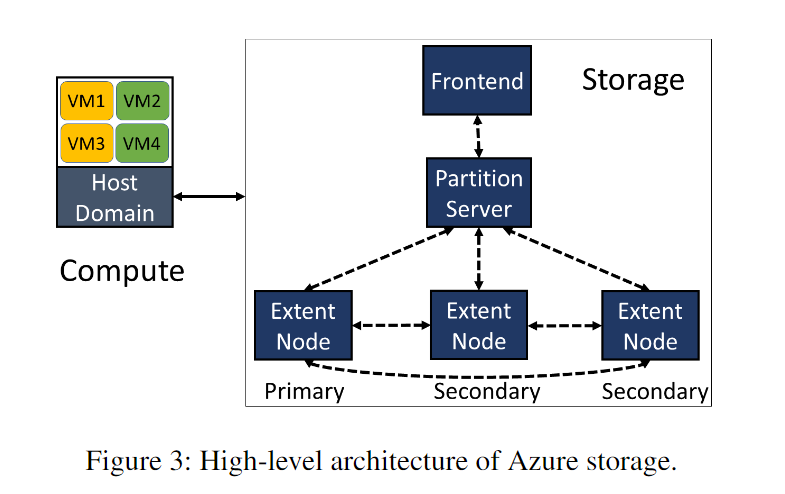 Frontend
Storage
VM1 VM2
VM3 VM4
Host
Domain
Partition
Server
Compute
Extent
Node
Extent
Node
Extent
Node
Primary
Secondary
Secondary
Figure 3: High-level architecture of Azure storage.